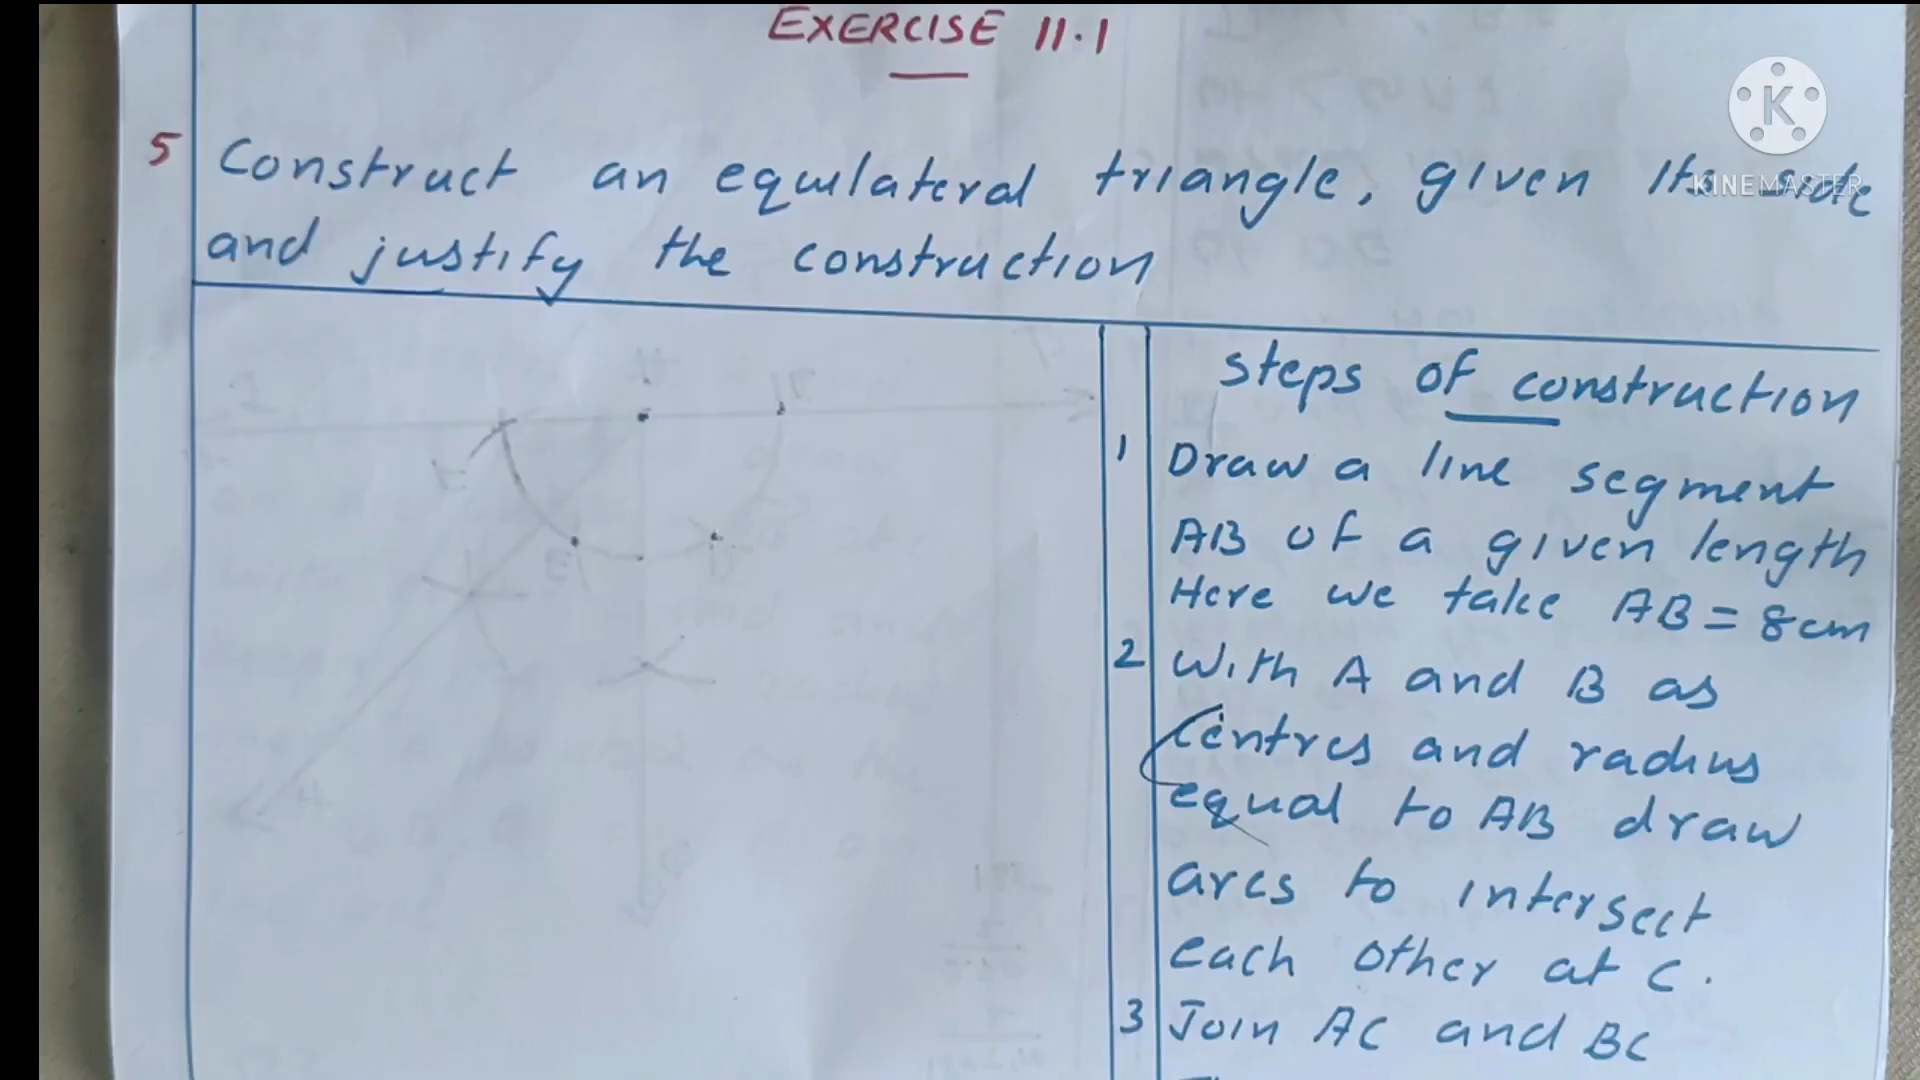 EXERCISE 11.1
K
KINEMASTER
5 Construct an equilateral triangle, given its side
and justify the construction
Steps of construction
1 Draw a line segment
AB of a given length
Here we take AB = 8cm
2 With A and B as
Centres and radius
equal to AB draw
arcs to intersect
each other at C.
3 Join AC and BC